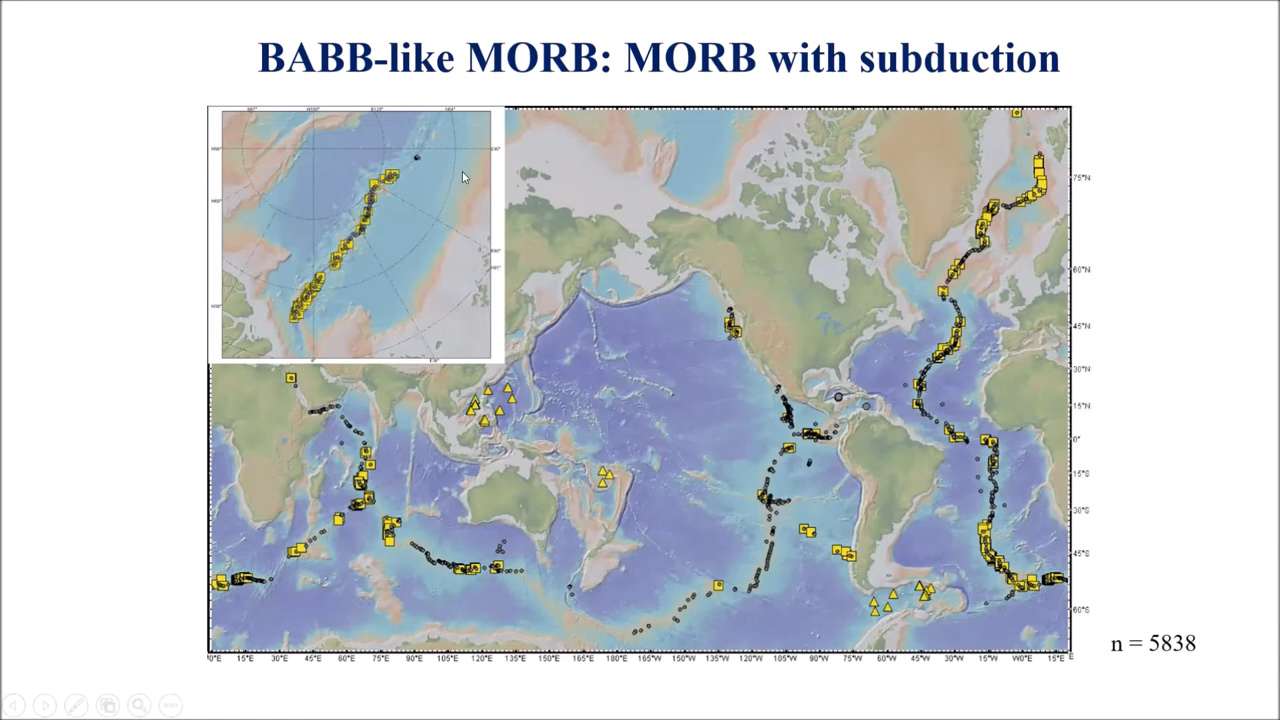 BABB-like MORB: MORB with subduction
75°N
60°N
45°N
30°N
15°N
0°
15°S
30°S
45°S
60°S
15°E 30°E 45°E 60°E 75°E 90°E 105°E 120°E 135°E 150°E 165°E 180°W 165°W 150°W 135°W 120°W 105°W 90°W 75°W 60°W 45°W 30°W 15°W 15°E
n = 5838